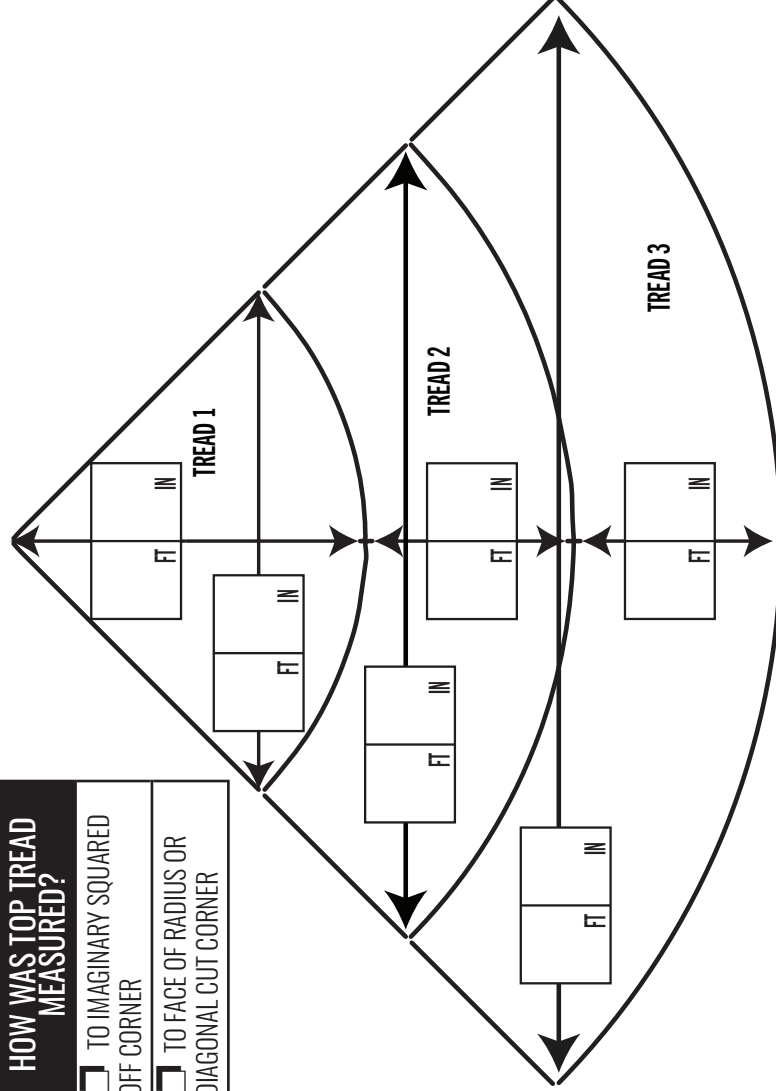 HOW WAS TOP TREAD
MEASURED?
TO IMAGINARY SQUARED
OFF CORNER
TO FACE OF RADIUS OR
DIAGONAL CUT CORNER
FT IN
TREAD 1
FT IN
FT IN
TREAD 2
FT IN
FT IN
FT IN
TREAD 3